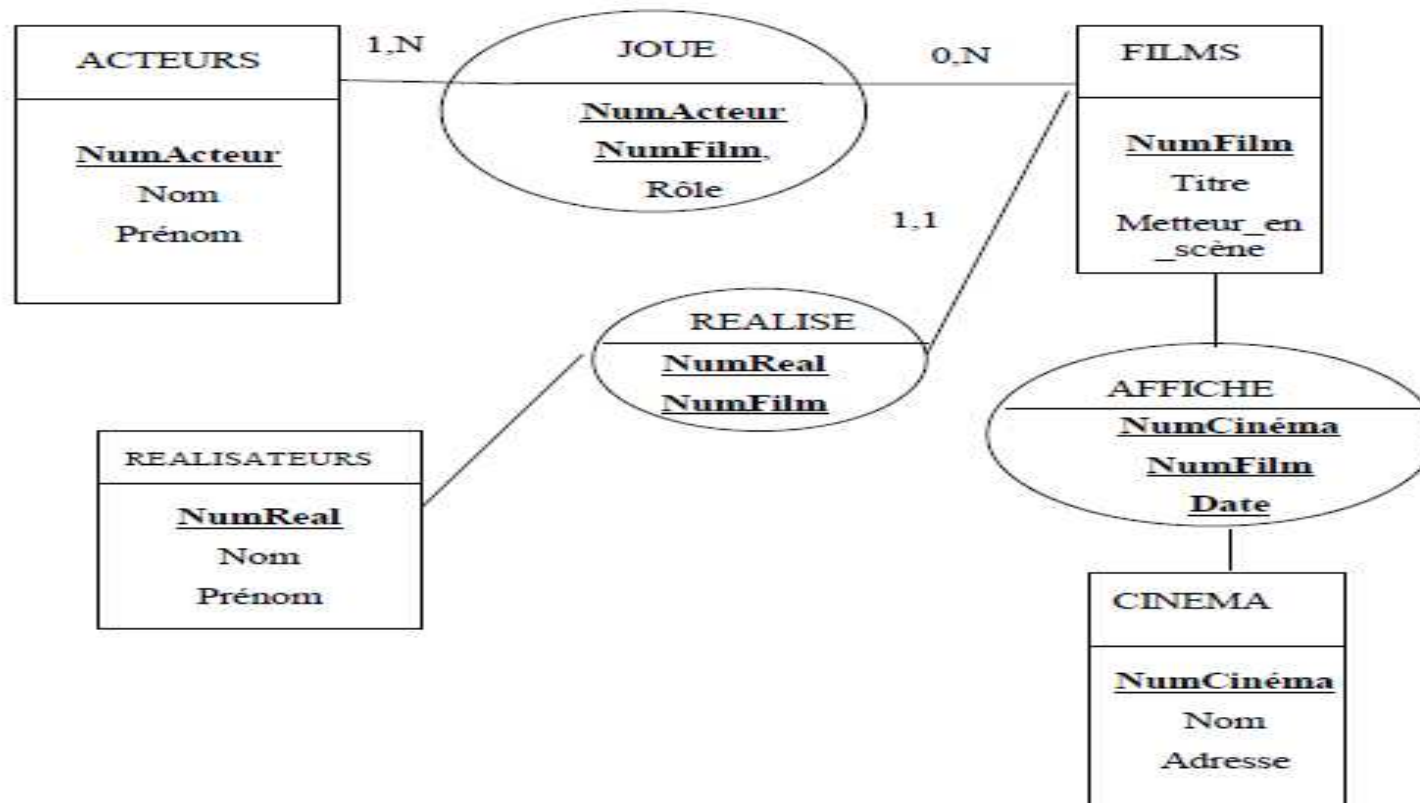 ACTEURS
NumActeur
Nom
Prénom
1,N
JOUE
NumActeur
NumFilm,
Rôle
0,N
FILMS
NumFilm
Titre
Metteur_en
_scène
1,1
REALISE
NumReal
NumFilm
REALISATEURS
NumReal
Nom
Prénom
AFFICHE
NumCinéma
NumFilm
Date
CINEMA
NumCinéma
Nom
Adresse